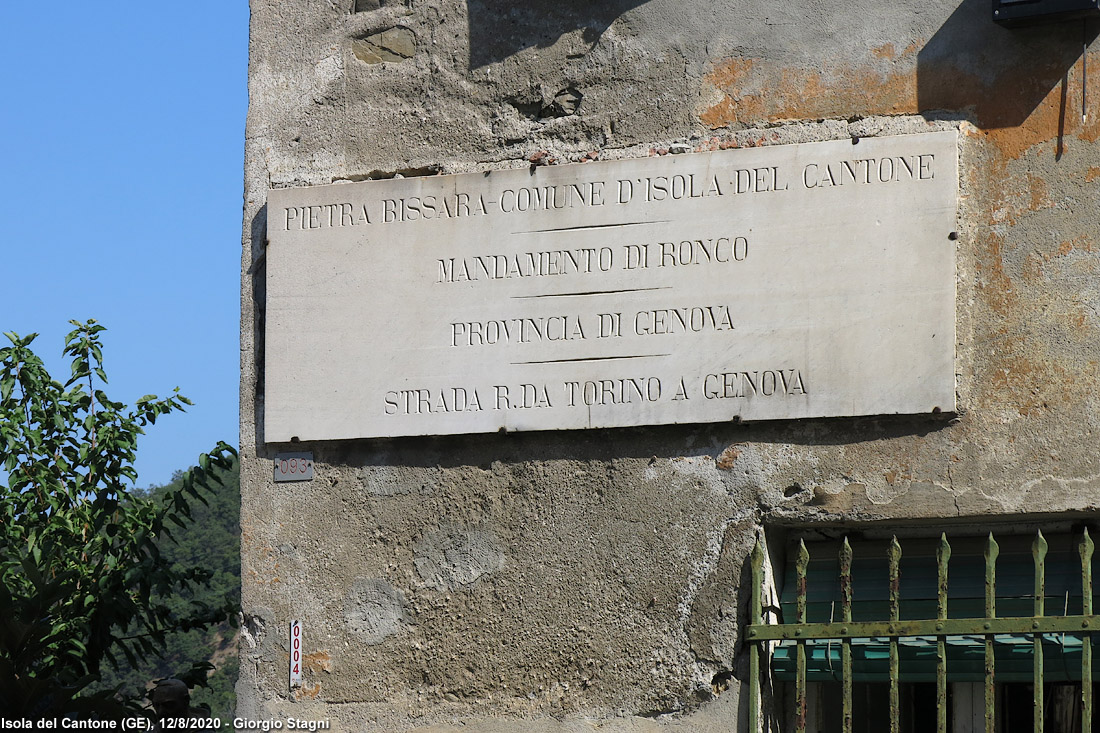 PIETRA BISSARA-COMUNE D'ISOLA DEL CANTONE
MANDAMENTO DI RONCO
PROVINCIA DI GENOVA
STRADA R.DA TORINO A GENOVA
093
0004
Isola del Cantone (GE), 12/8/2020 - Giorgio Stagni